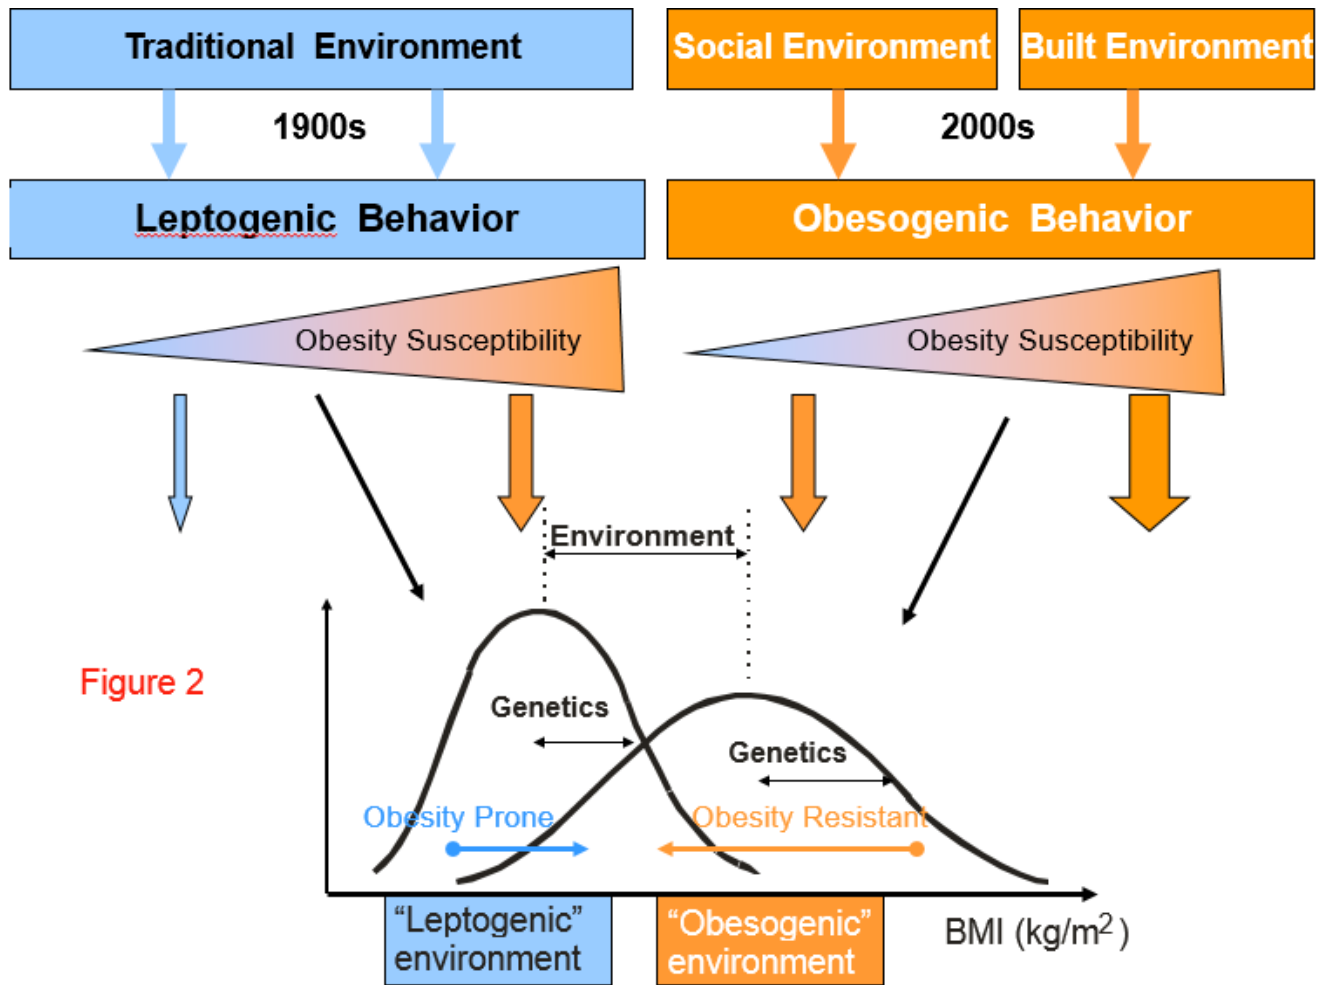 Traditional  Environment
Social Environment
Built Environment
1900s
2000s
Leptogenic  Behavior
Obesogenic  Behavior
Obesity Susceptibility
Obesity Susceptibility
Environment
Figure 2
Genetics
Genetics
Obesity Prone
Obesity Resistant
“Leptogenic”
environment
“Obesogenic”
environment
BMI (kg/m²)